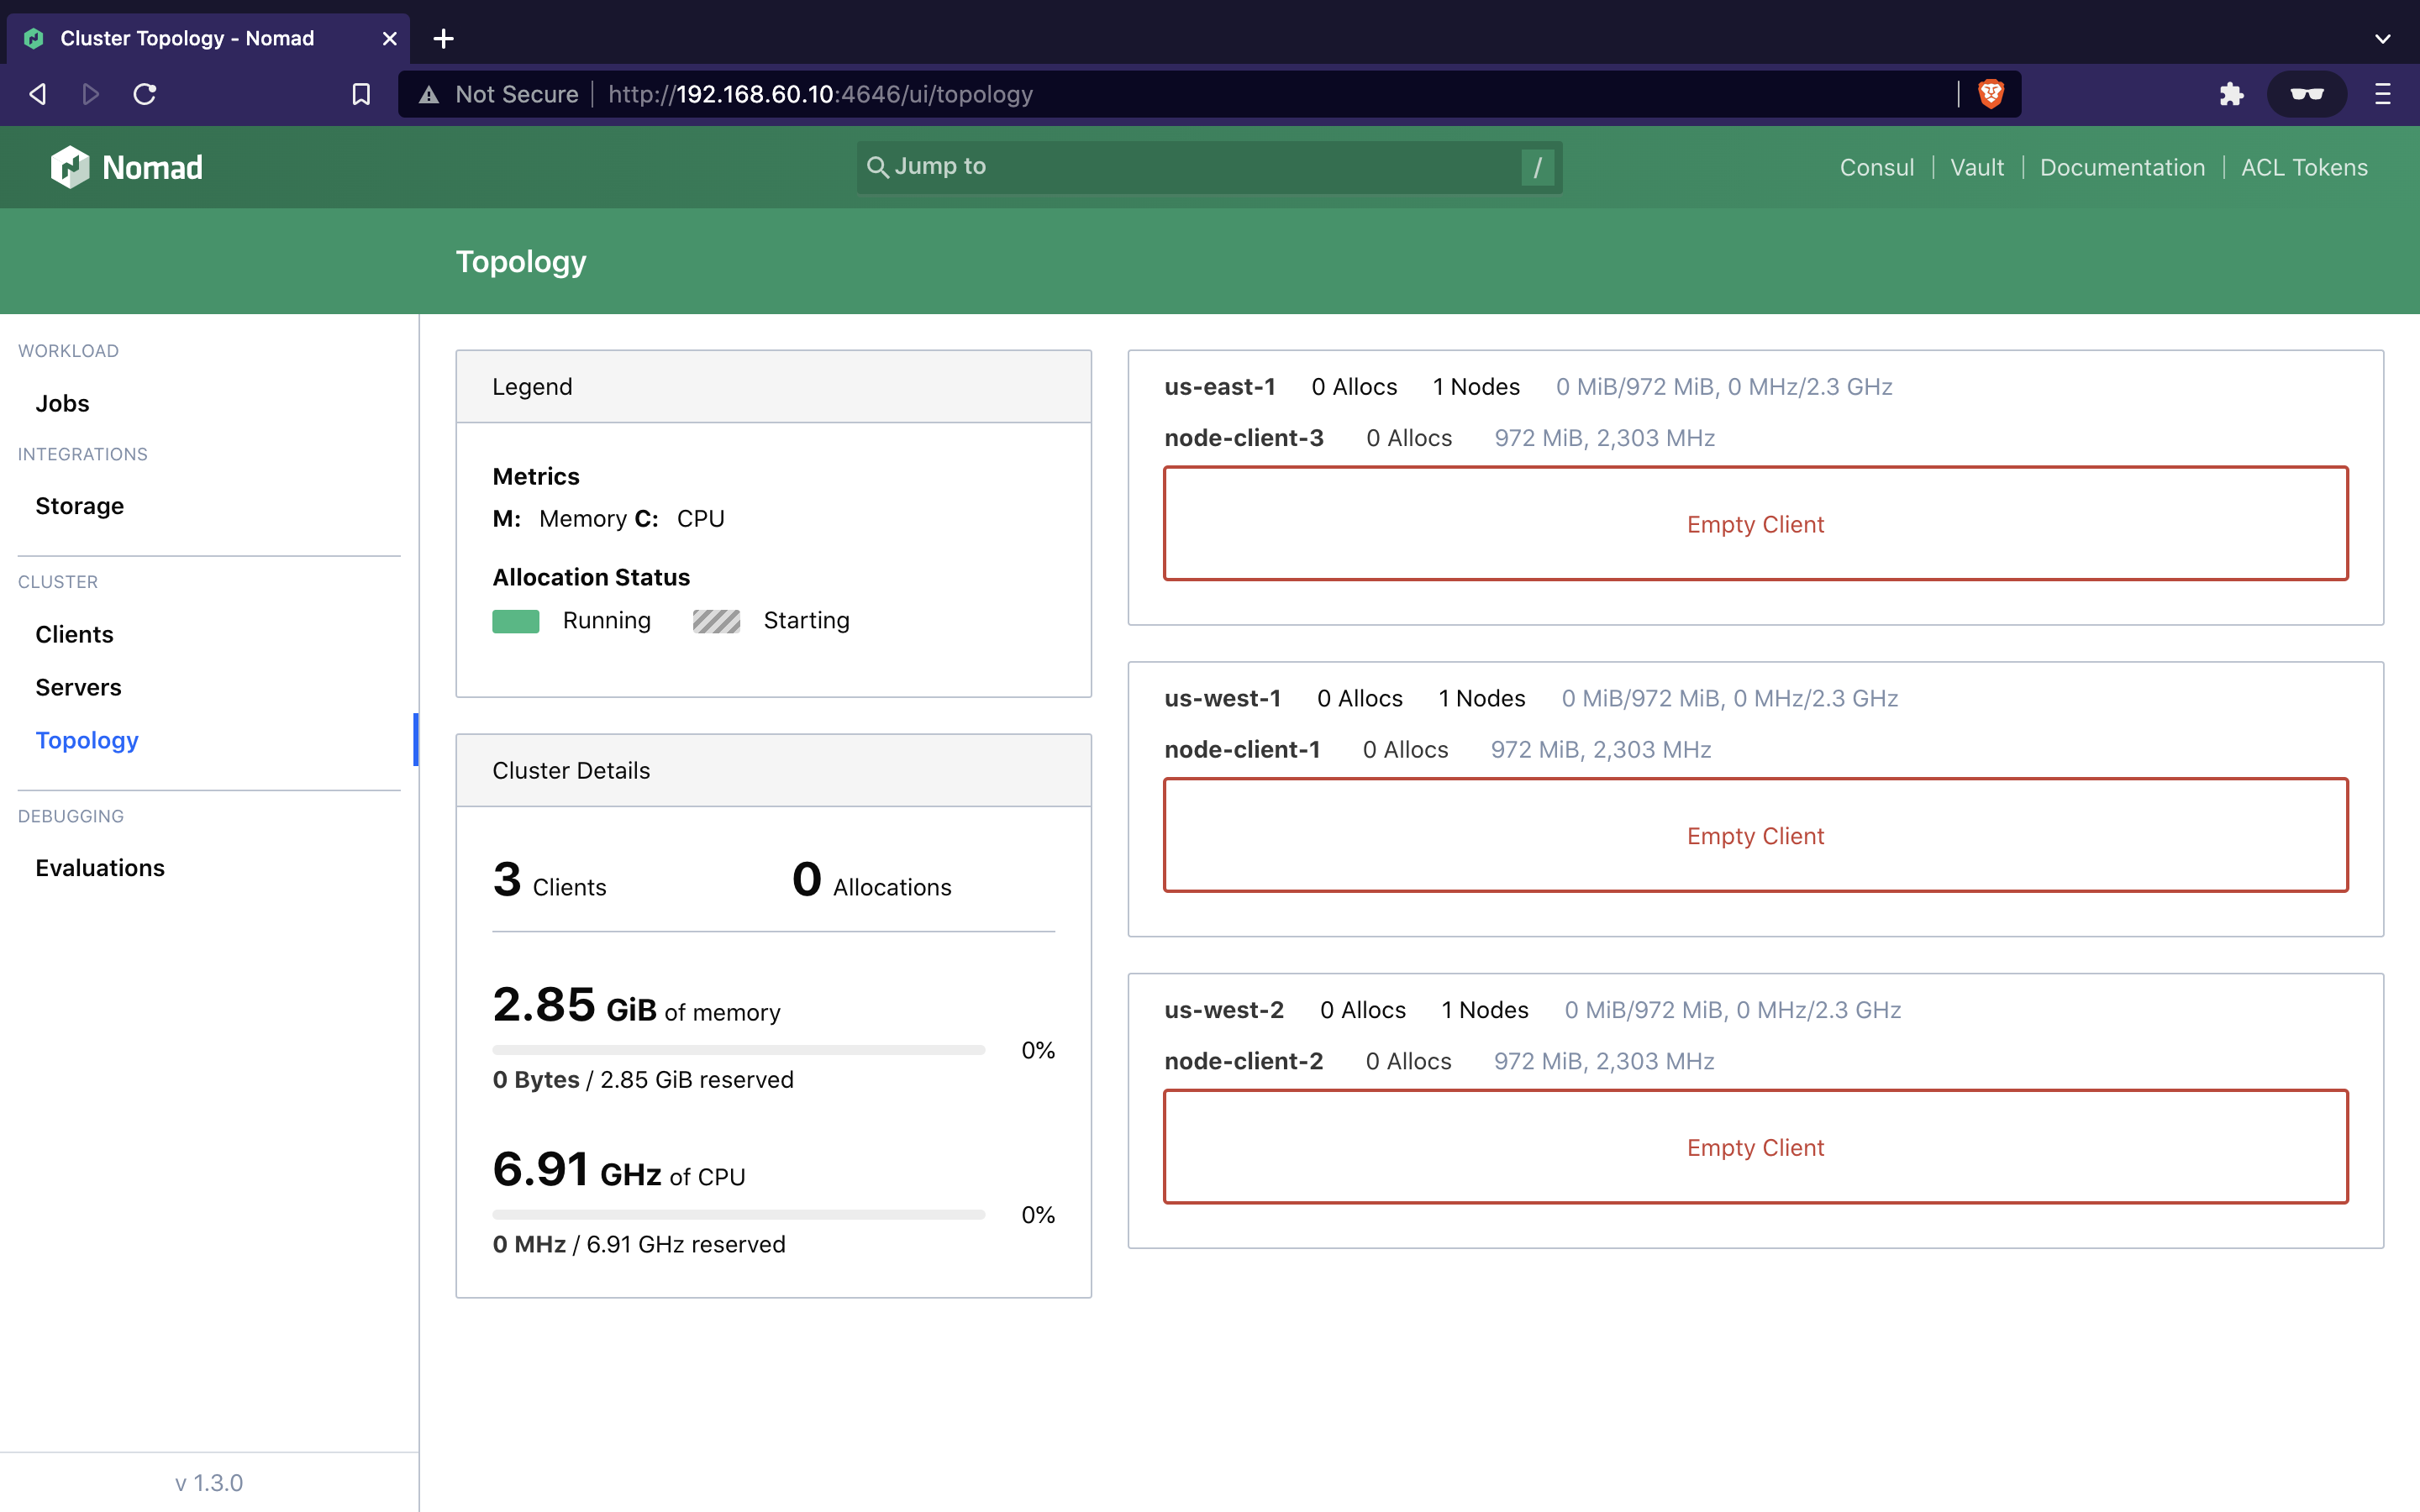 Cluster Topology - Nomad
Not Secure http://192.168.60.10:4646/ui/topology
Nomad
Jump to /
Consul Vault Documentation ACL Tokens
Topology
WORKLOAD
Jobs
INTEGRATIONS
Storage
CLUSTER
Clients
Servers
Topology
DEBUGGING
Evaluations
v 1.3.0
Legend
Metrics
M: Memory C: CPU
Allocation Status
Running Starting
Cluster Details
3 Clients 0 Allocations
2.85 GiB of memory
0%
0 Bytes / 2.85 GiB reserved
6.91 GHz of CPU
0%
0 MHz / 6.91 GHz reserved
us-east-1 0 Allocs 1 Nodes 0 MiB/972 MiB, 0 MHz/2.3 GHz
node-client-3 0 Allocs 972 MiB, 2,303 MHz
Empty Client
us-west-1 0 Allocs 1 Nodes 0 MiB/972 MiB, 0 MHz/2.3 GHz
node-client-1 0 Allocs 972 MiB, 2,303 MHz
Empty Client
us-west-2 0 Allocs 1 Nodes 0 MiB/972 MiB, 0 MHz/2.3 GHz
node-client-2 0 Allocs 972 MiB, 2,303 MHz
Empty Client